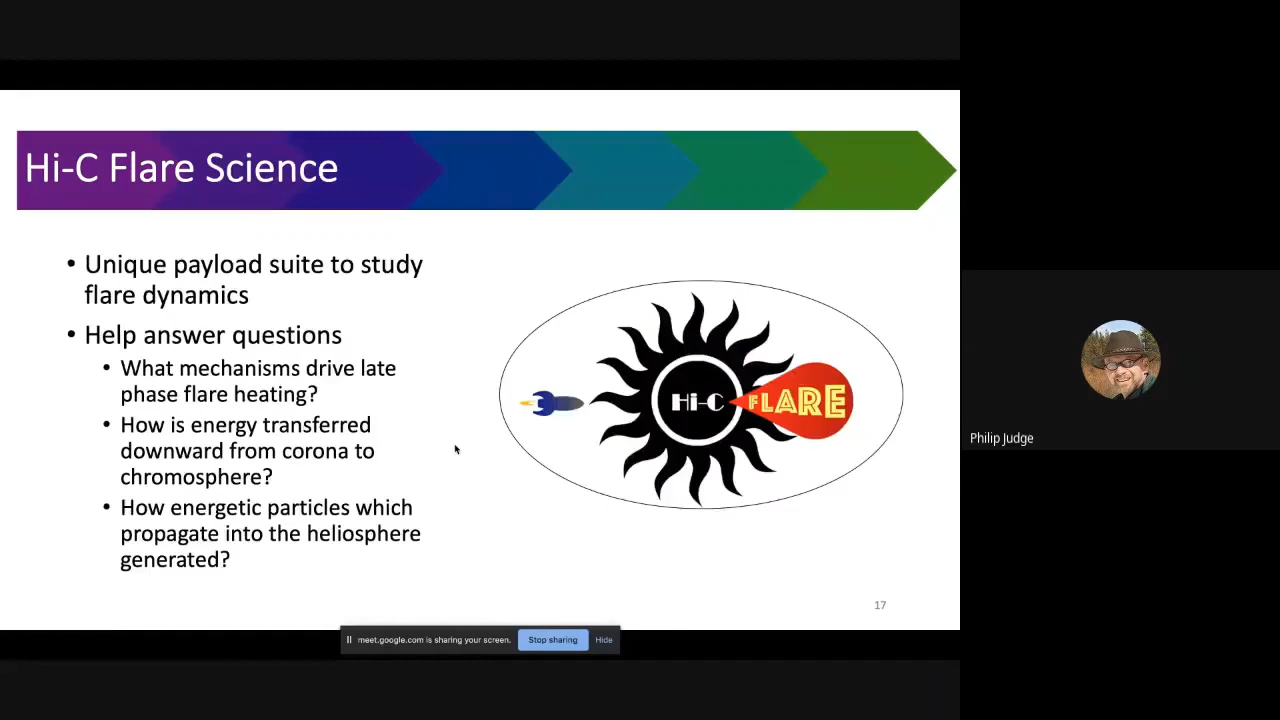 Hi-C Flare Science
• Unique payload suite to study
flare dynamics
• Help answer questions
• What mechanisms drive late
phase flare heating?
• How is energy transferred
downward from corona to
chromosphere?
• How energetic particles which
propagate into the heliosphere
generated?
Hi-C FLARE
17
Philip Judge
meet.google.com is sharing your screen. Stop sharing Hide